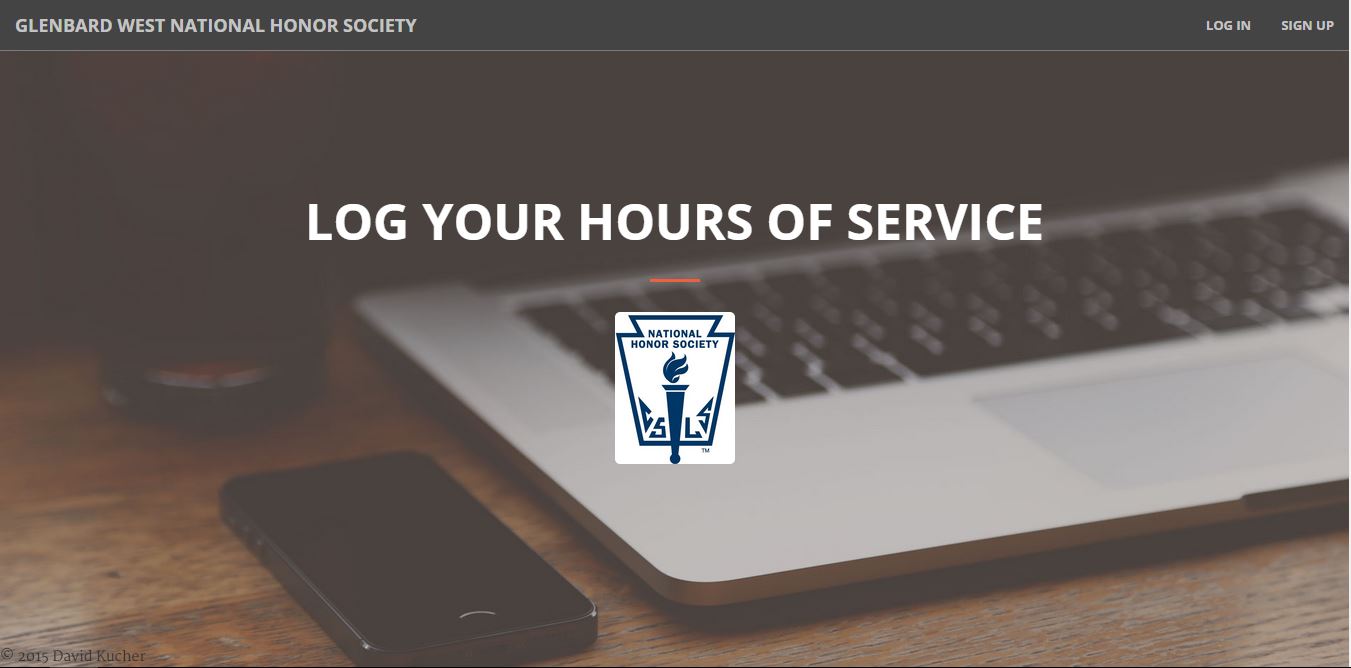 GLENBARD WEST NATIONAL HONOR SOCIETY
LOG IN
SIGN UP
LOG YOUR HOURS OF SERVICE
NATIONAL
HONOR SOCIETY
C S L S
TM
© 2015 David Kucher